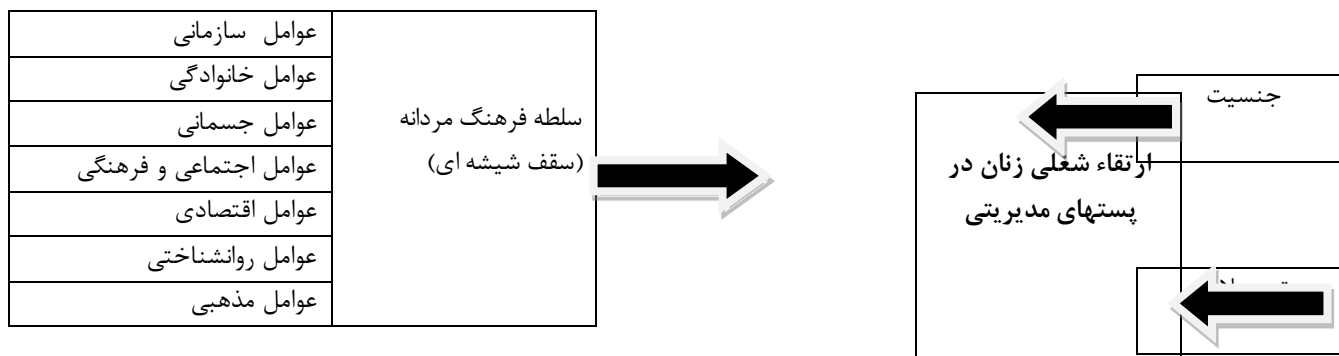 عوامل سازمانی
عوامل خانوادگی
عوامل جسمانی
عوامل اجتماعی و فرهنگی
عوامل اقتصادی
عوامل روانشناختی
عوامل مذهبی
سلطه فرهنگ مردانه
(سقف شیشه ای)
ارتقاء شغلی زنان در
پستهای مدیریتی
جنسیت